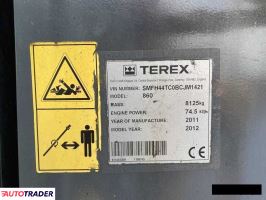 TEREX
VIN NUMBER: SMFH44TC0BCJM1421
MODEL: 860
MASS: 8125kg
ENGINE POWER: 74.5 kW
YEAR OF MANUFACTURE: 2011
MODEL YEAR: 2012
AUTOTRADER